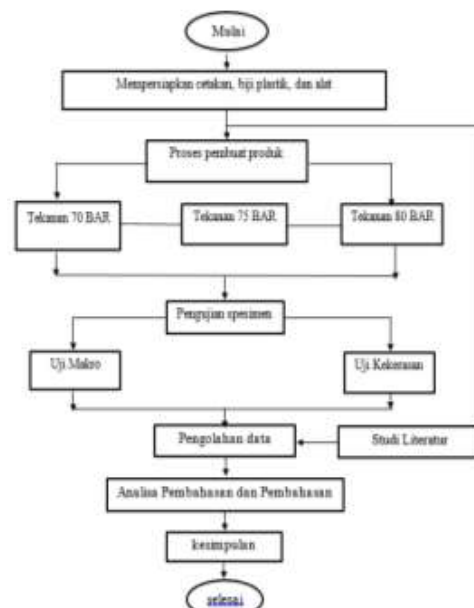 Mulai
Mempersiapkan cetakan, biji plastik, dan alat
Proses pembuat produk
Tekanan 70 BAR
Tekanan 75 BAR
Tekanan 80 BAR
Pengujian spesimen
Uji Makro
Uji Kekerasan
Pengolahan data
Studi Literatur
Analisa Pembahasan dan Pembahasan
kesimpulan
selesai